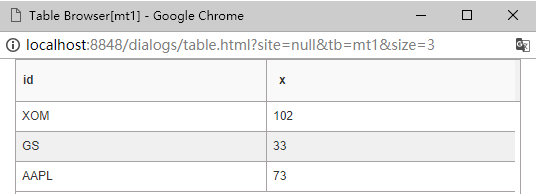 Table Browser[mt1] - Google Chrome
localhost:8848/dialogs/table.html?site=null&tb=mt1&size=3
id x
XOM 102
GS 33
AAPL 73